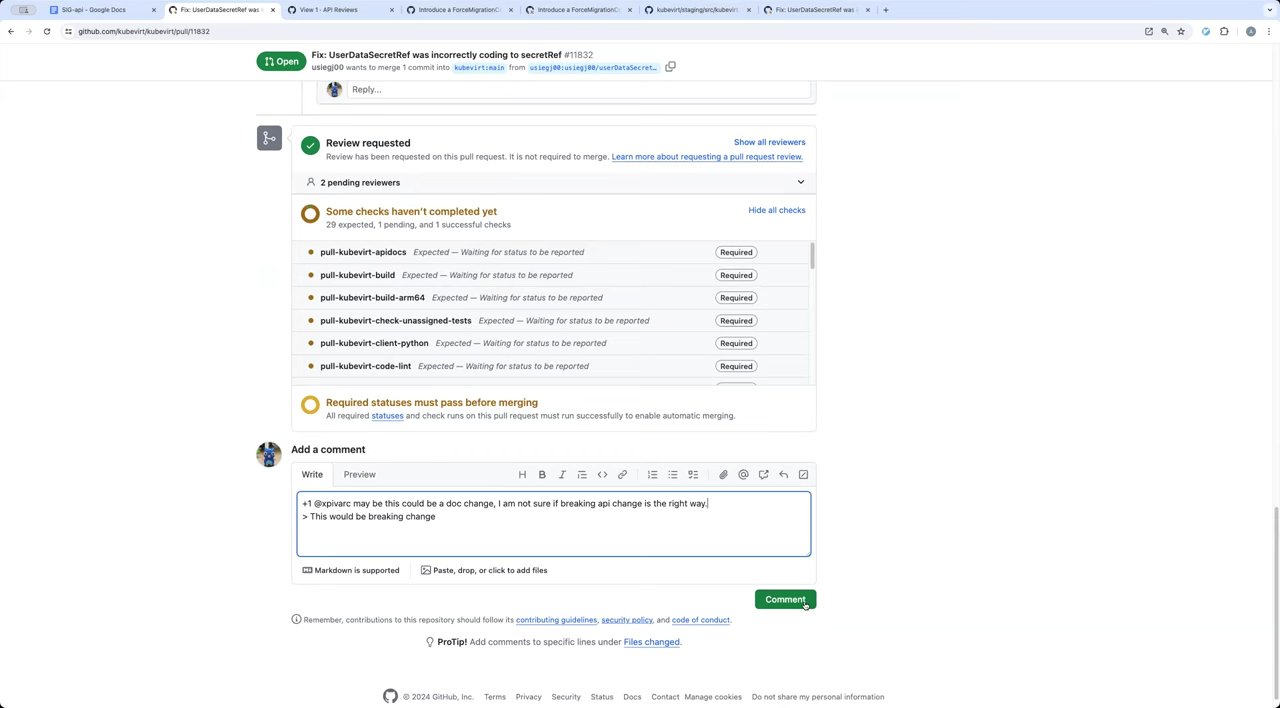 SIG-api - Google Docs
Fix: UserDataSecretRef was i
View 1 · API Reviews
Introduce a ForceMigrationC
Introduce a ForceMigrationCo
kubevirt/staging/src/kubevirt
Fix: UserDataSecretRef was i
github.com/kubevirt/kubevirt/pull/11832
Open
Fix: UserDataSecretRef was incorrectly coding to secretRef #11832
usiegj00 wants to merge 1 commit into kubevirt:main from usiegj00:usiegj00/userDataSecret…
Reply...
Review requested
Show all reviewers
Review has been requested on this pull request. It is not required to merge. Learn more about requesting a pull request review.
2 pending reviewers
Some checks haven't completed yet
Hide all checks
29 expected, 1 pending, and 1 successful checks
pull-kubevirt-apidocs Expected — Waiting for status to be reported Required
pull-kubevirt-build Expected — Waiting for status to be reported Required
pull-kubevirt-build-arm64 Expected — Waiting for status to be reported Required
pull-kubevirt-check-unassigned-tests Expected — Waiting for status to be reported Required
pull-kubevirt-client-python Expected — Waiting for status to be reported Required
pull-kubevirt-code-lint Expected — Waiting for status to be reported Required
Required statuses must pass before merging
All required statuses and check runs on this pull request must run successfully to enable automatic merging.
Add a comment
Write Preview
+1 @xpivarc may be this could be a doc change, I am not sure if breaking api change is the right way.
> This would be breaking change
Markdown is supported
Paste, drop, or click to add files
Comment
Remember, contributions to this repository should follow its contributing guidelines, security policy, and code of conduct.
ProTip! Add comments to specific lines under Files changed.
© 2024 GitHub, Inc. Terms Privacy Security Status Docs Contact Manage cookies Do not share my personal information